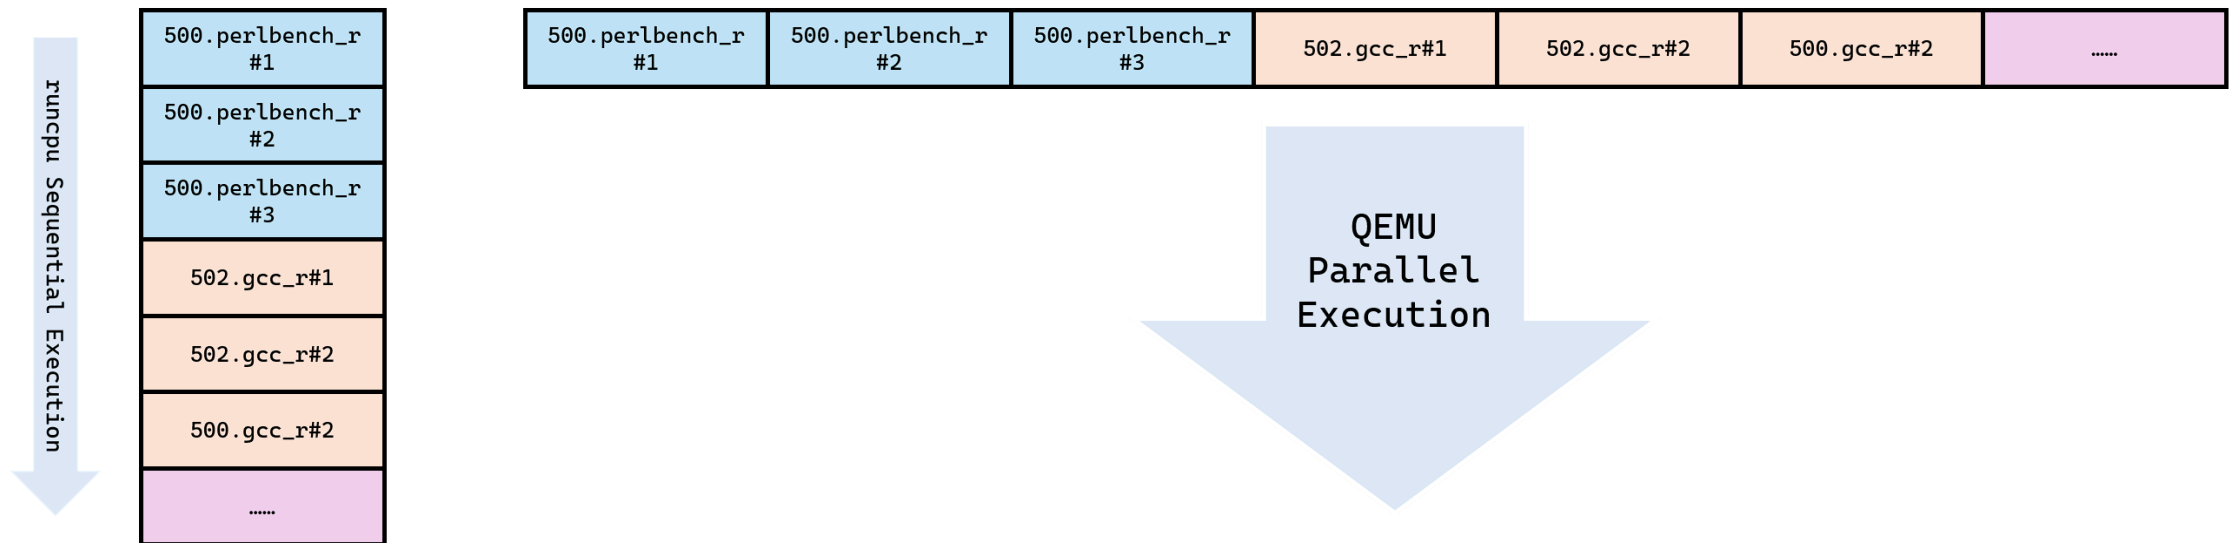 runcpu Sequential Execution
500.perlbench_r
#1
500.perlbench_r
#2
500.perlbench_r
#3
502.gcc_r#1
502.gcc_r#2
500.gcc_r#2
……
500.perlbench_r
#1
500.perlbench_r
#2
500.perlbench_r
#3
502.gcc_r#1
502.gcc_r#2
500.gcc_r#2
……
QEMU
Parallel
Execution